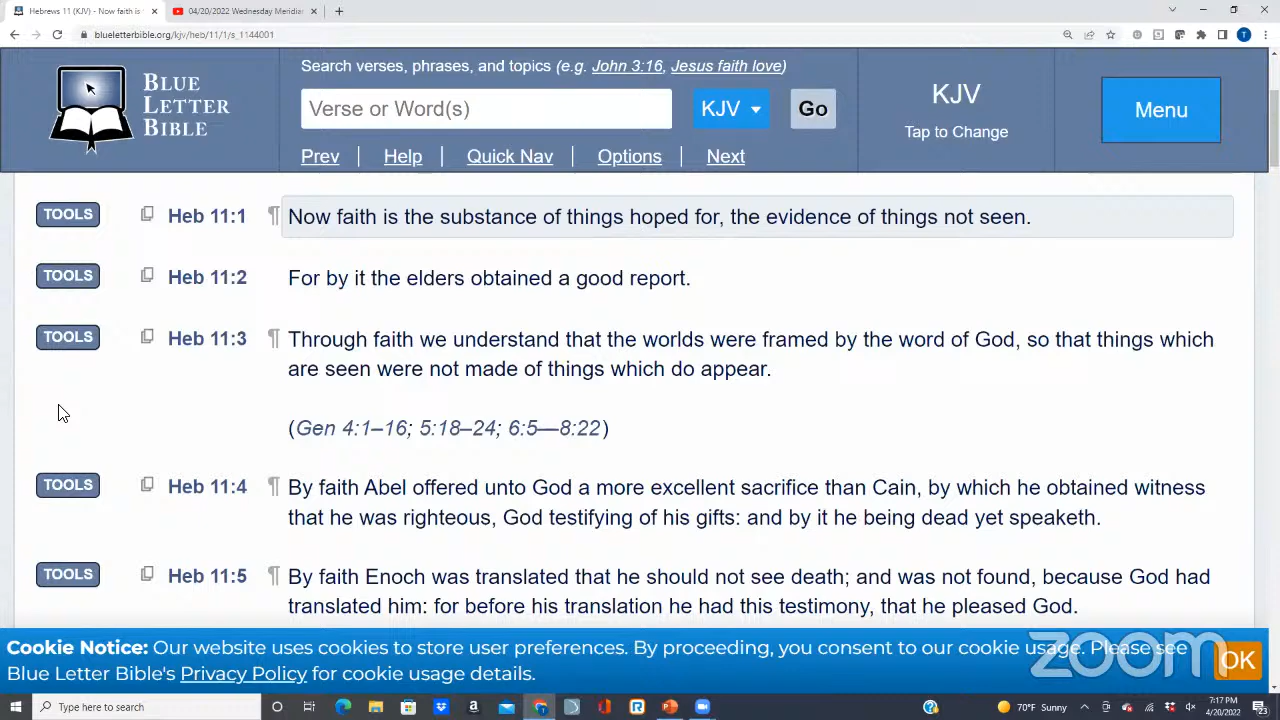 Hebrews 11 (KJV) - Now faith is
04/20/2022 Wednesday Meridia
blueletterbible.org/kjv/heb/11/1/s_1144001
T
BLUE
LETTER
BIBLE
Search verses, phrases, and topics (e.g. John 3:16, Jesus faith love)
Verse or Word(s)
KJV
Go
Prev | Help | Quick Nav | Options | Next
KJV
Tap to Change
Menu
TOOLS Heb 11:1 ¶ Now faith is the substance of things hoped for, the evidence of things not seen.
TOOLS Heb 11:2 For by it the elders obtained a good report.
TOOLS Heb 11:3 ¶ Through faith we understand that the worlds were framed by the word of God, so that things which
are seen were not made of things which do appear.
(Gen 4:1–16; 5:18–24; 6:5—8:22)
TOOLS Heb 11:4 ¶ By faith Abel offered unto God a more excellent sacrifice than Cain, by which he obtained witness
that he was righteous, God testifying of his gifts: and by it he being dead yet speaketh.
TOOLS Heb 11:5 ¶ By faith Enoch was translated that he should not see death; and was not found, because God had
translated him: for before his translation he had this testimony, that he pleased God.
Cookie Notice: Our website uses cookies to store user preferences. By proceeding, you consent to our cookie usage. Please see
Blue Letter Bible's Privacy Policy for cookie usage details.
OK
zoom
Type here to search
70°F Sunny
7:17 PM
4/20/2022
23